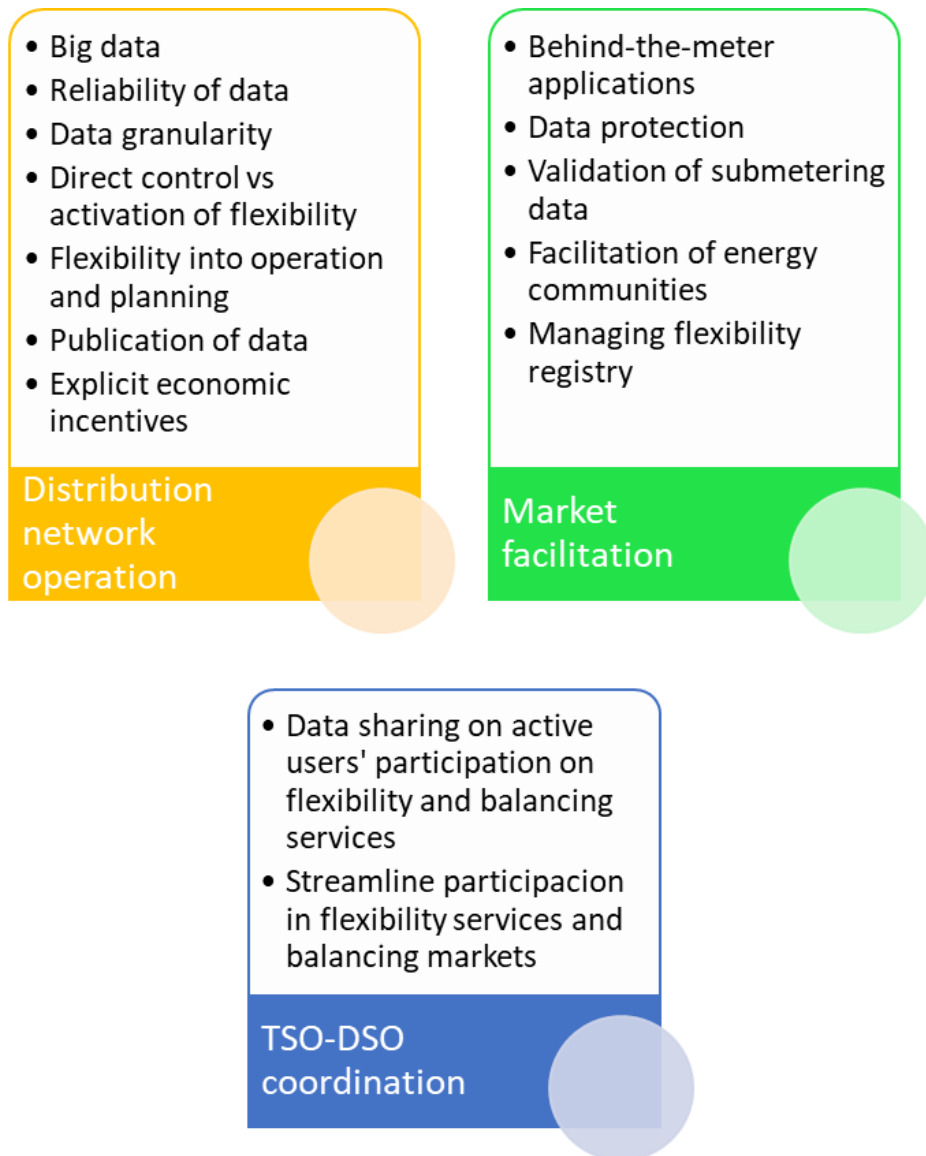 • Big data
• Reliability of data
• Data granularity
• Direct control vs
activation of flexibility
• Flexibility into operation
and planning
• Publication of data
• Explicit economic
incentives
Distribution
network
operation
• Behind-the-meter
applications
• Data protection
• Validation of submetering
data
• Facilitation of energy
communities
• Managing flexibility
registry
Market
facilitation
• Data sharing on active
users' participation on
flexibility and balancing
services
• Streamline participacion
in flexibility services and
balancing markets
TSO-DSO
coordination